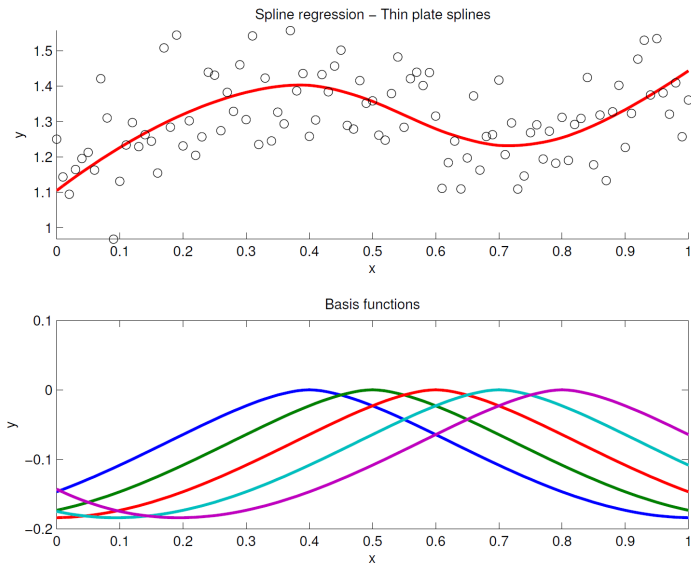 Spline regression – Thin plate splines
1.5
1.4
1.3
1.2
1.1
1
y
0 0.1 0.2 0.3 0.4 0.5 0.6 0.7 0.8 0.9 1
x
Basis functions
0.1
0
−0.1
−0.2
y
0 0.1 0.2 0.3 0.4 0.5 0.6 0.7 0.8 0.9 1
x